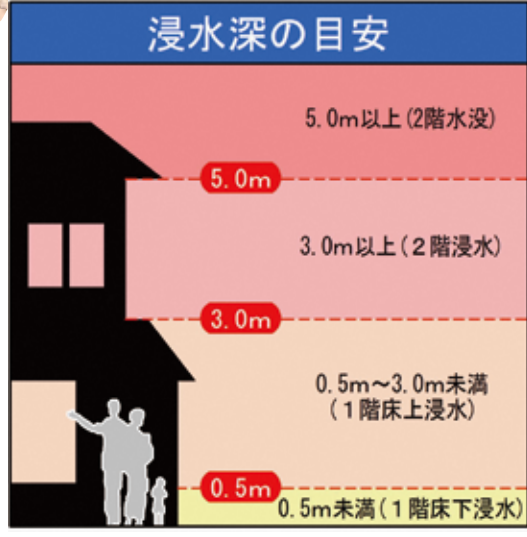 浸水深の目安
5.0m以上(2階水没)
5.0m
3.0m以上(２階浸水)
3.0m
0.5m～3.0m未満
(１階床上浸水)
0.5m
0.5m未満(１階床下浸水)